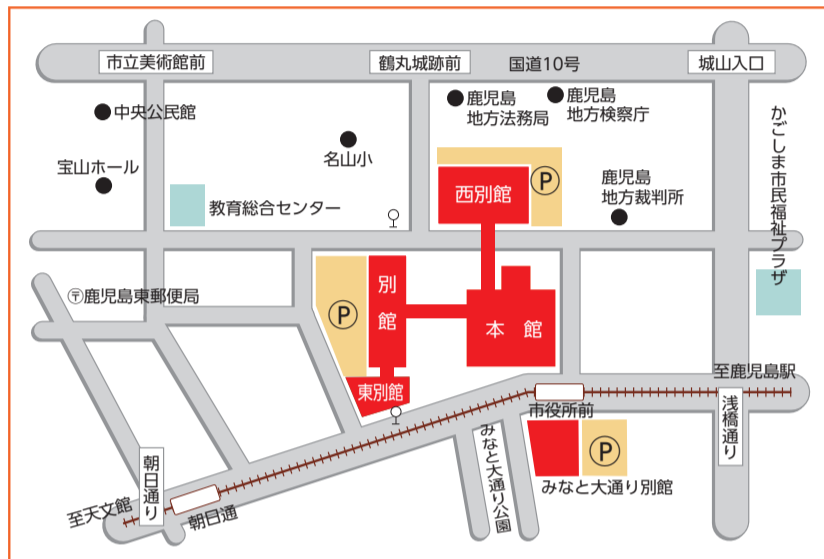 市立美術館前
鶴丸城跡前
国道10号
城山入口
中央公民館
鹿児島
地方法務局
鹿児島
地方検察庁
かごしま市民福祉プラザ
名山小
宝山ホール
教育総合センター
P
西別館
鹿児島
地方裁判所
〒鹿児島東郵便局
P
別館
本館
東別館
至鹿児島駅
市役所前
浅橋通り
みなと大通り公園
P
みなと大通り別館
朝日通り
至天文館
朝日通